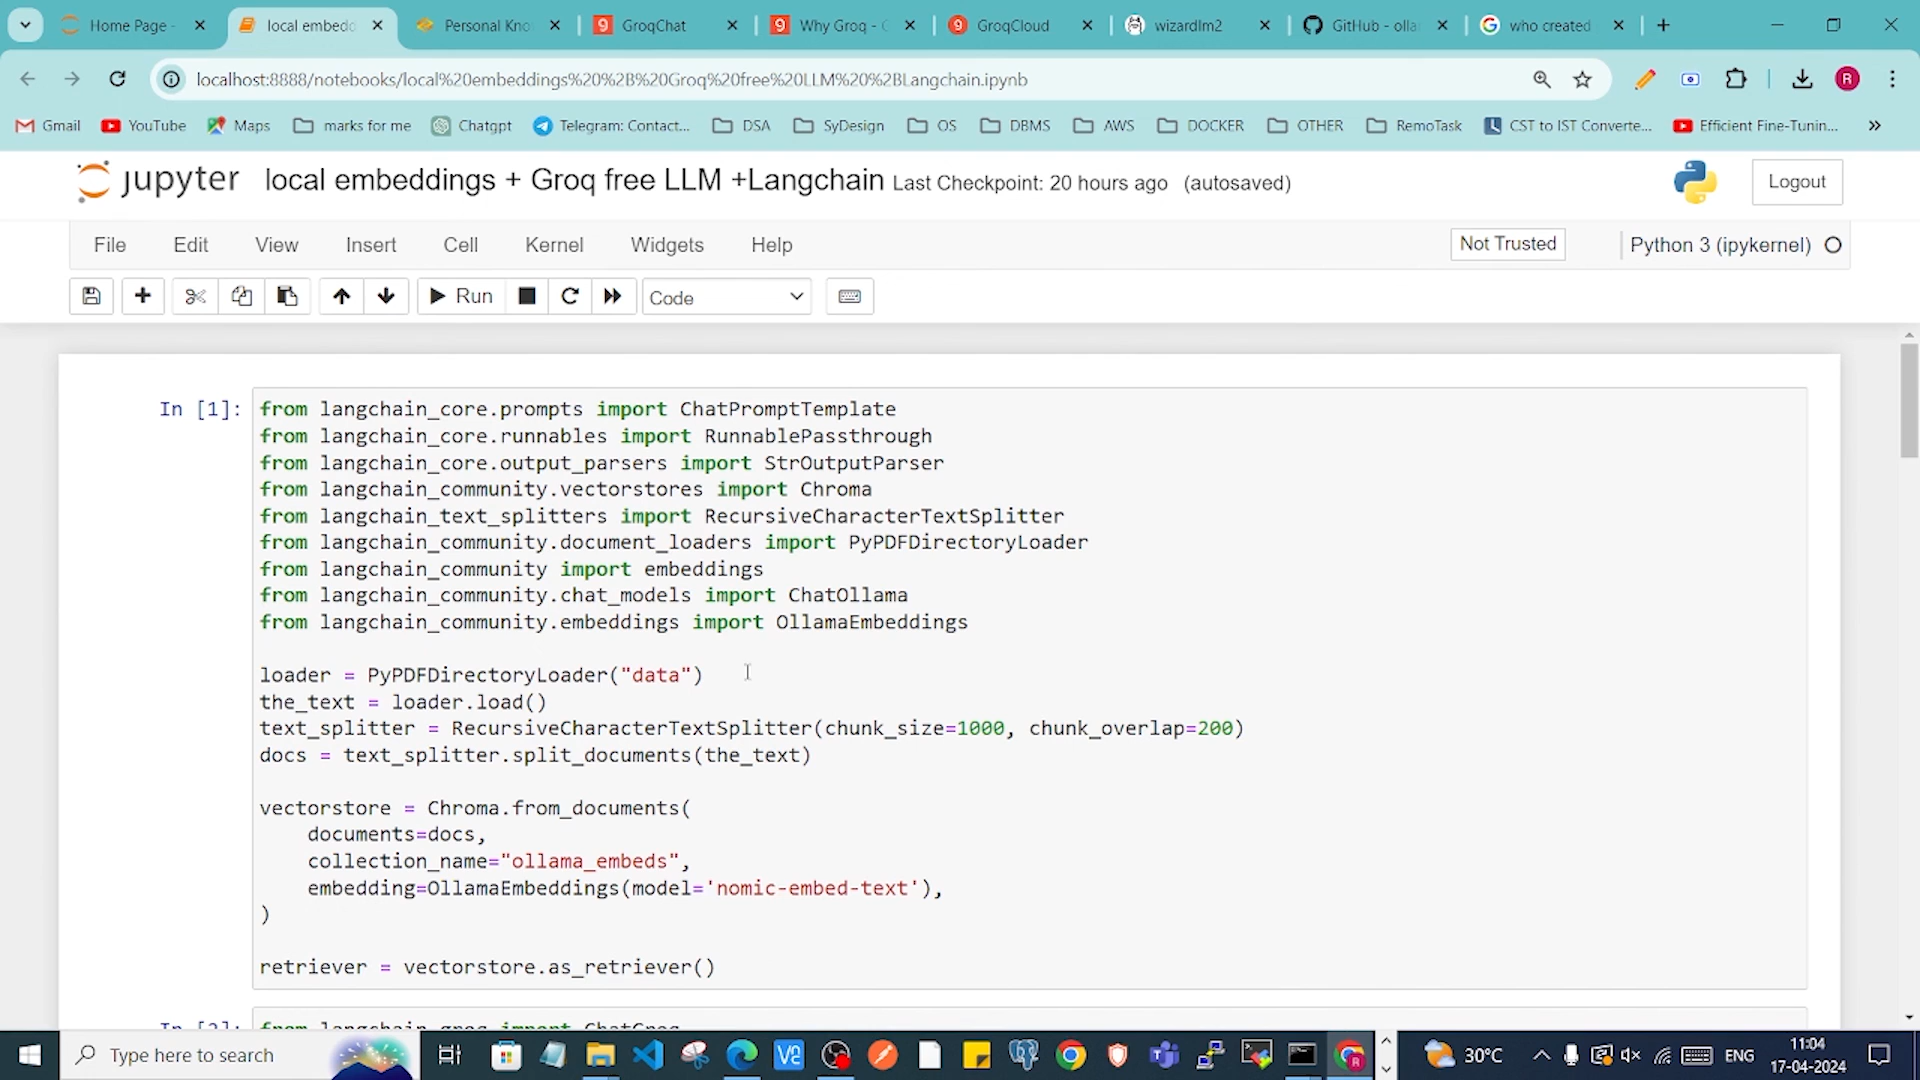 Home Page -
local embedd
Personal Kno
GroqChat
Why Groq - G
GroqCloud
wizardlm2
GitHub - olla
who created
localhost:8888/notebooks/local%20embeddings%20%2B%20Groq%20free%20LLM%20%2BLangchain.ipynb
Gmail YouTube Maps marks for me Chatgpt Telegram: Contact... DSA SyDesign OS DBMS AWS DOCKER OTHER RemoTask CST to IST Converte... Efficient Fine-Tunin... »
jupyter local embeddings + Groq free LLM +Langchain Last Checkpoint: 20 hours ago (autosaved) Logout
File Edit View Insert Cell Kernel Widgets Help Not Trusted Python 3 (ipykernel)
Run Code
In [1]:
from langchain_core.prompts import ChatPromptTemplate
from langchain_core.runnables import RunnablePassthrough
from langchain_core.output_parsers import StrOutputParser
from langchain_community.vectorstores import Chroma
from langchain_text_splitters import RecursiveCharacterTextSplitter
from langchain_community.document_loaders import PyPDFDirectoryLoader
from langchain_community import embeddings
from langchain_community.chat_models import ChatOllama
from langchain_community.embeddings import OllamaEmbeddings
loader = PyPDFDirectoryLoader("data")
the_text = loader.load()
text_splitter = RecursiveCharacterTextSplitter(chunk_size=1000, chunk_overlap=200)
docs = text_splitter.split_documents(the_text)
vectorstore = Chroma.from_documents(
documents=docs,
collection_name="ollama_embeds",
embedding=OllamaEmbeddings(model='nomic-embed-text'),
)
retriever = vectorstore.as_retriever()
In [2]: from langchain_groq import ChatGroq
Type here to search
30°C
ENG
11:04
17-04-2024